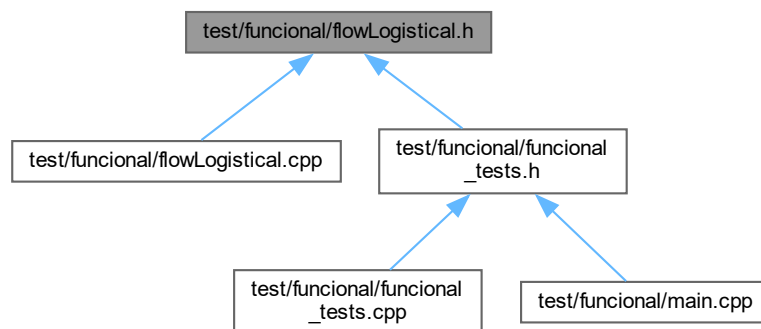 test/funcional/flowLogistical.h
test/funcional/flowLogistical.cpp
test/funcional/funcional
_tests.h
test/funcional/funcional
_tests.cpp
test/funcional/main.cpp